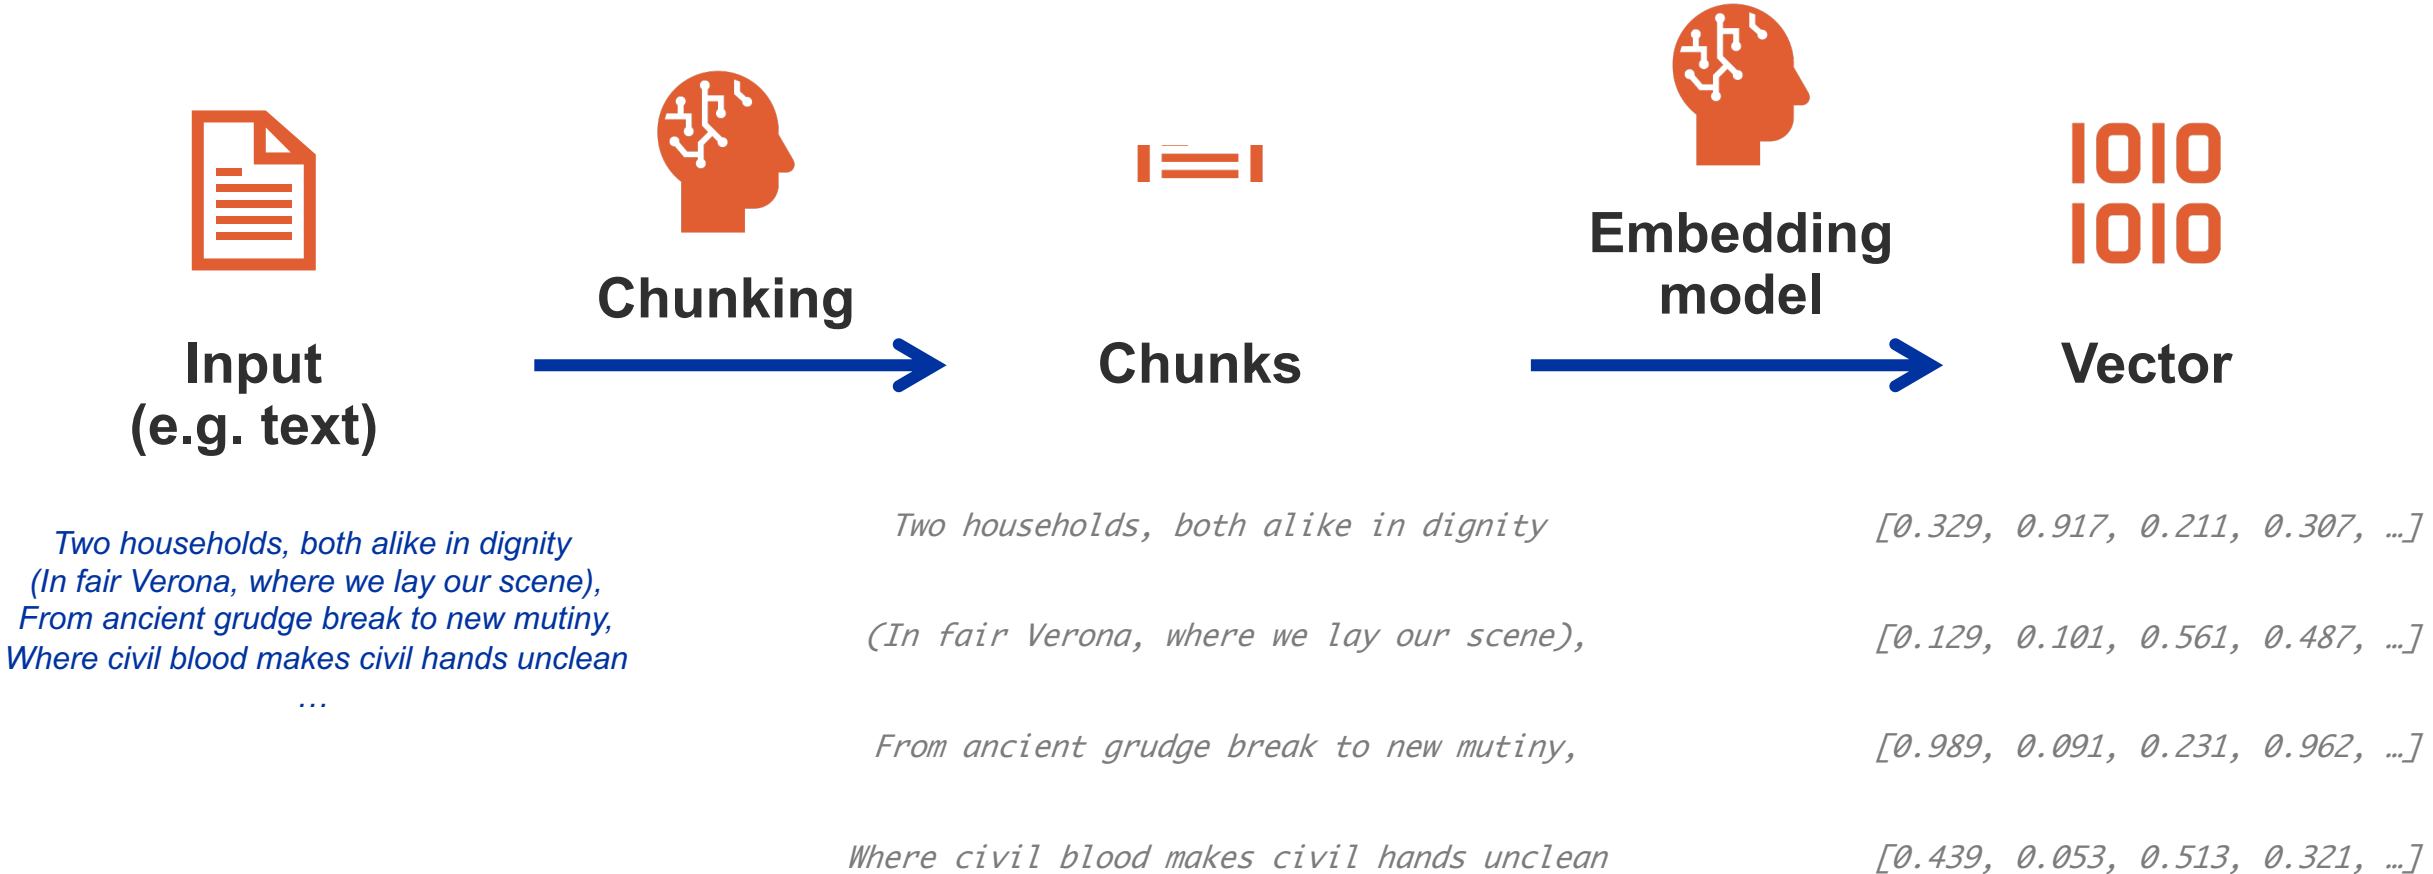 1010
1010
Chunking
Embedding
model
Input
(e.g. text)
Chunks
Vector
Two households, both alike in dignity
(In fair Verona, where we lay our scene),
From ancient grudge break to new mutiny,
Where civil blood makes civil hands unclean
…
Two households, both alike in dignity
[0.329, 0.917, 0.211, 0.307, …]
(In fair Verona, where we lay our scene),
[0.129, 0.101, 0.561, 0.487, …]
From ancient grudge break to new mutiny,
[0.989, 0.091, 0.231, 0.962, …]
Where civil blood makes civil hands unclean
[0.439, 0.053, 0.513, 0.321, …]